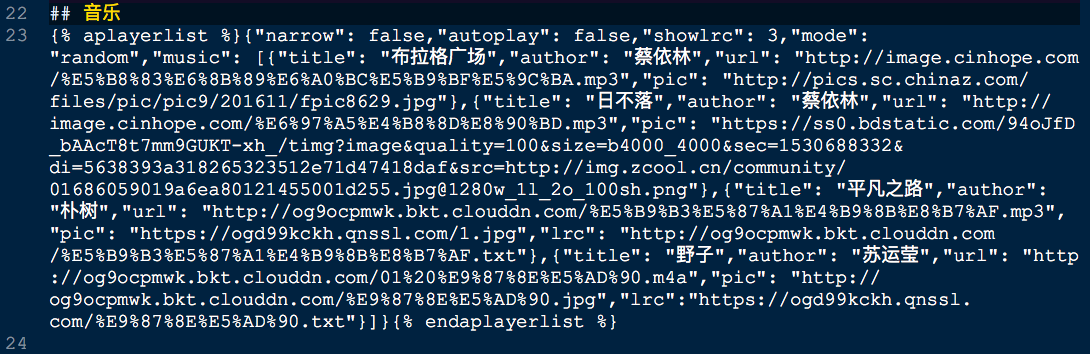 22 ## 音乐
23 {% aplayerlist %}{"narrow": false,"autoplay": false,"showlrc": 3,"mode":
"random","music": [{"title": "布拉格广场","author": "蔡依林","url": "http://image.cinhope.com
/%E5%B8%83%E6%8B%89%E6%A0%BC%E5%B9%BF%E5%9C%BA.mp3","pic": "http://pics.sc.chinaz.com/
files/pic/pic9/201611/fpic8629.jpg"},{"title": "日不落","author": "蔡依林","url": "http://
image.cinhope.com/%E6%97%A5%E4%B8%8D%E8%90%BD.mp3","pic": "https://ss0.bdstatic.com/94oJfD
_bAAcT8t7mm9GUKT-xh_/timg?image&quality=100&size=b4000_4000&sec=1530688332&
di=5638393a318265323512e71d47418daf&src=http://img.zcool.cn/community/
01686059019a6ea80121455001d255.jpg@1280w_1l_2o_100sh.png"},{"title": "平凡之路","author":
"朴树","url": "http://og9ocpmwk.bkt.clouddn.com/%E5%B9%B3%E5%87%A1%E4%B9%8B%E8%B7%AF.mp3",
"pic": "https://ogd99kckh.qnssl.com/1.jpg","lrc": "http://og9ocpmwk.bkt.clouddn.com
/%E5%B9%B3%E5%87%A1%E4%B9%8B%E8%B7%AF.txt"},{"title": "野子","author": "苏运莹","url": "http
://og9ocpmwk.bkt.clouddn.com/01%20%E9%87%8E%E5%AD%90.m4a","pic": "http://
og9ocpmwk.bkt.clouddn.com/%E9%87%8E%E5%AD%90.jpg","lrc":"https://ogd99kckh.qnssl.
com/%E9%87%8E%E5%AD%90.txt"}]}{% endaplayerlist %}
24